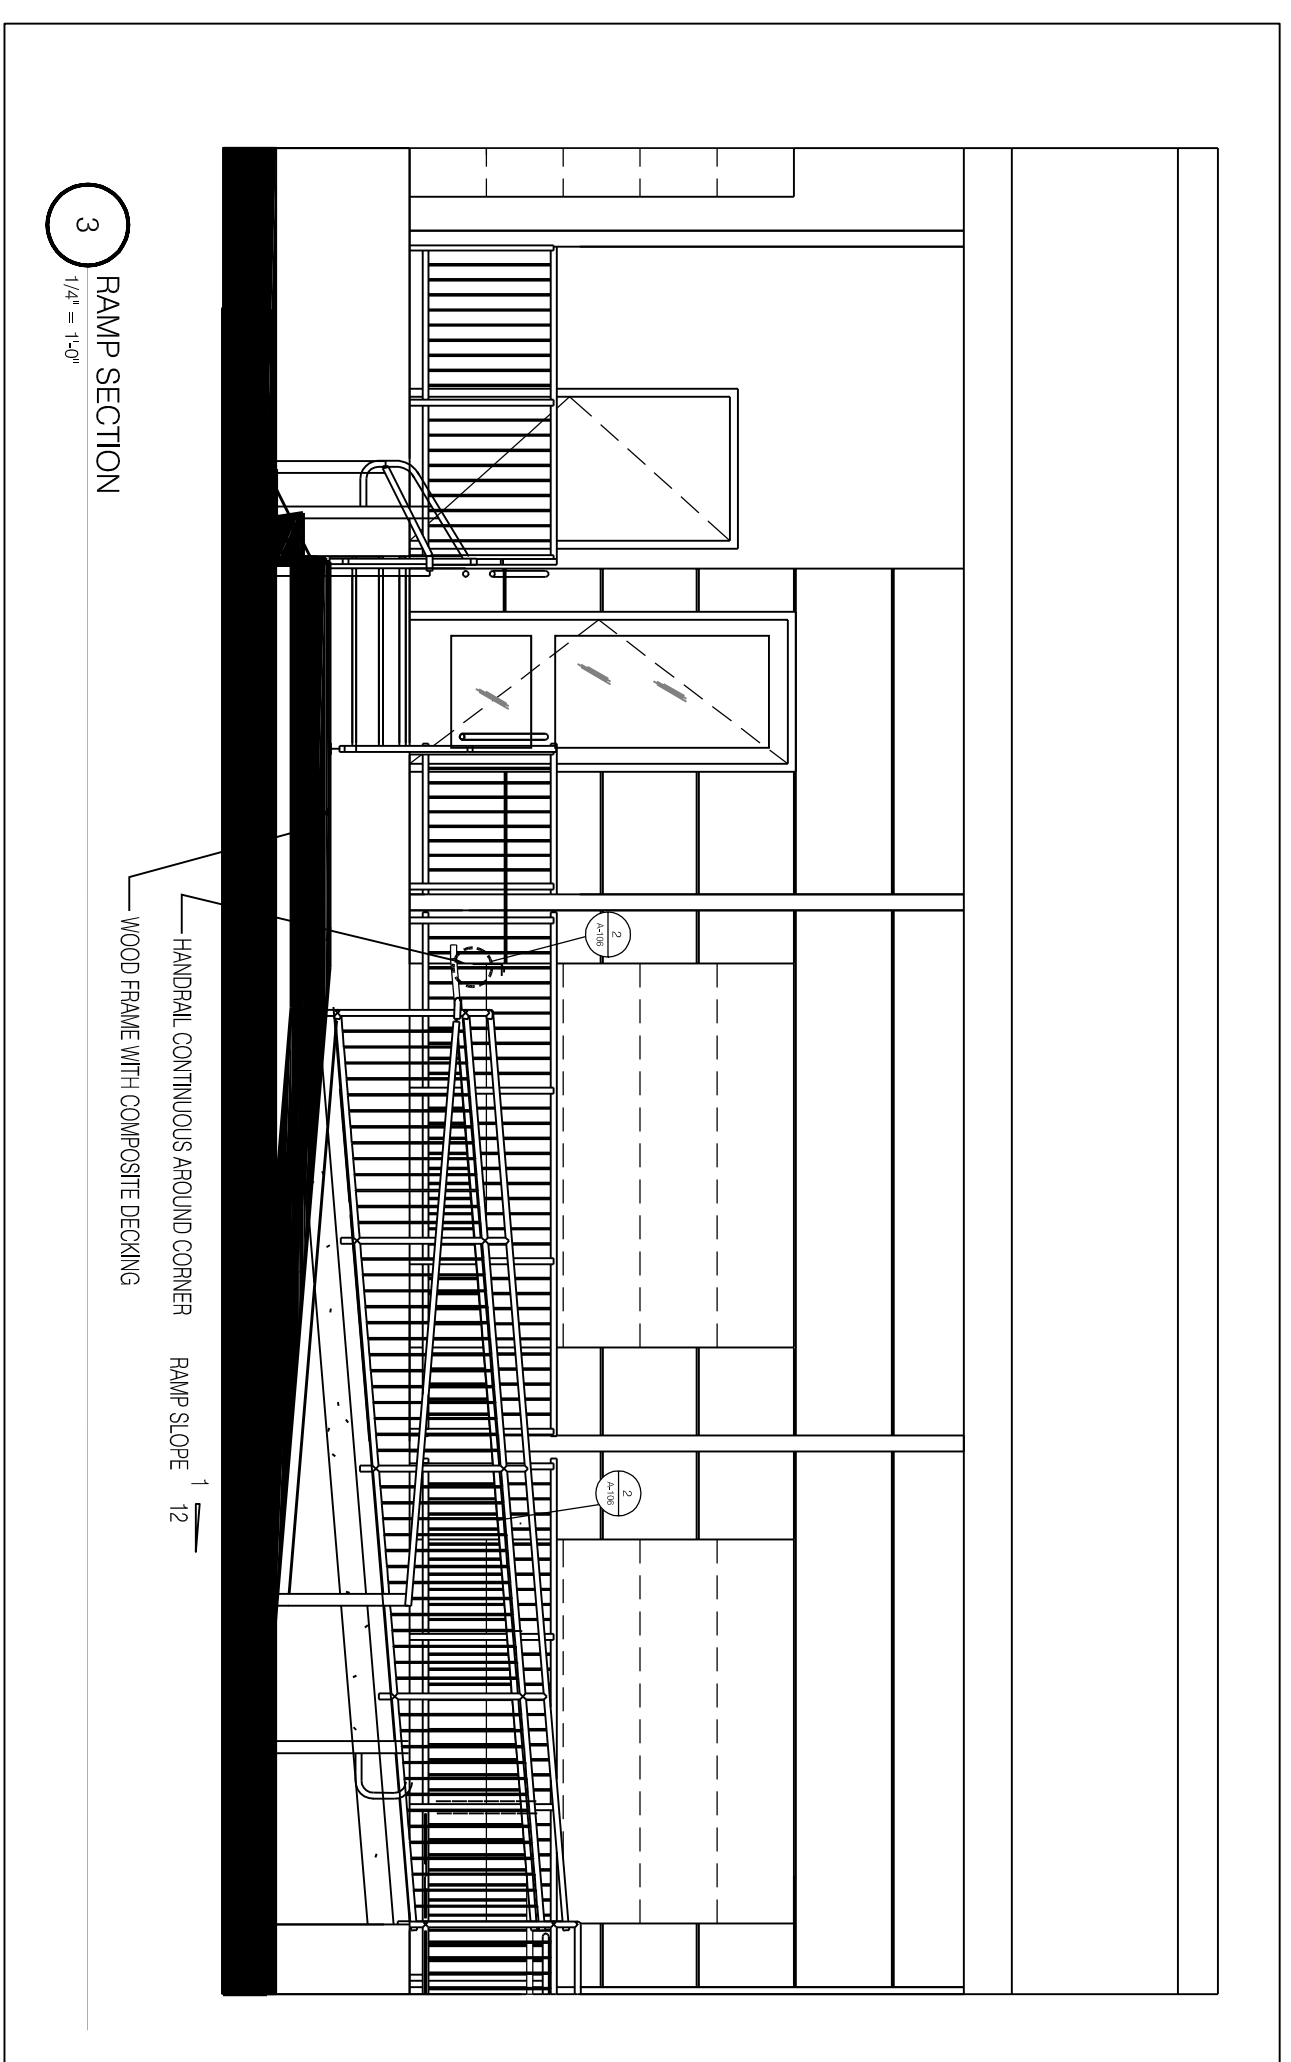 2
A-106
2
A-106
HANDRAIL CONTINUOUS AROUND CORNER
RAMP SLOPE
1
12
WOOD FRAME WITH COMPOSITE DECKING
3
RAMP SECTION
1/4" = 1'-0"